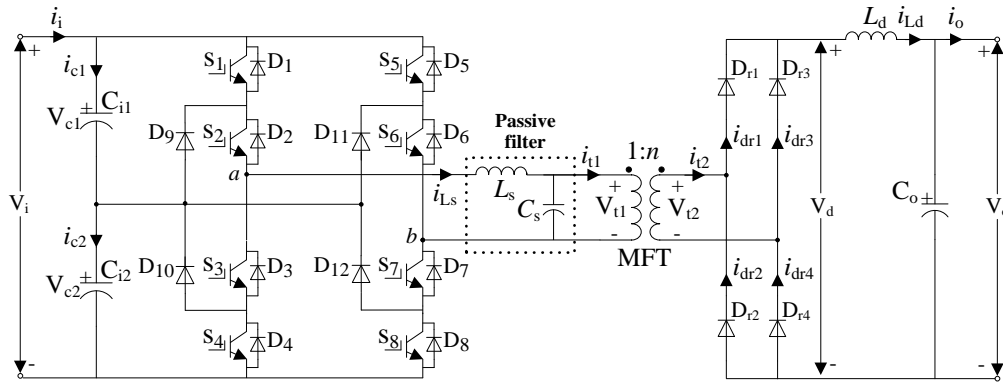 i_i
+
i_c1
V_c1
+
C_i1
V_i
i_c2
V_c2
+
C_i2
-
S_1
D_1
S_2
D_2
D_9
a
D_10
S_3
D_3
S_4
D_4
S_5
D_5
S_6
D_6
D_11
b
D_12
S_7
D_7
S_8
D_8
Passive
filter
i_Ls
L_s
C_s
i_t1
1:n
i_t2
+
V_t1
-
+
V_t2
-
MFT
D_r1
D_r3
i_dr1
i_dr3
i_dr2
i_dr4
D_r2
D_r4
L_d
i_Ld
i_o
+
V_d
-
C_o
+
+
-